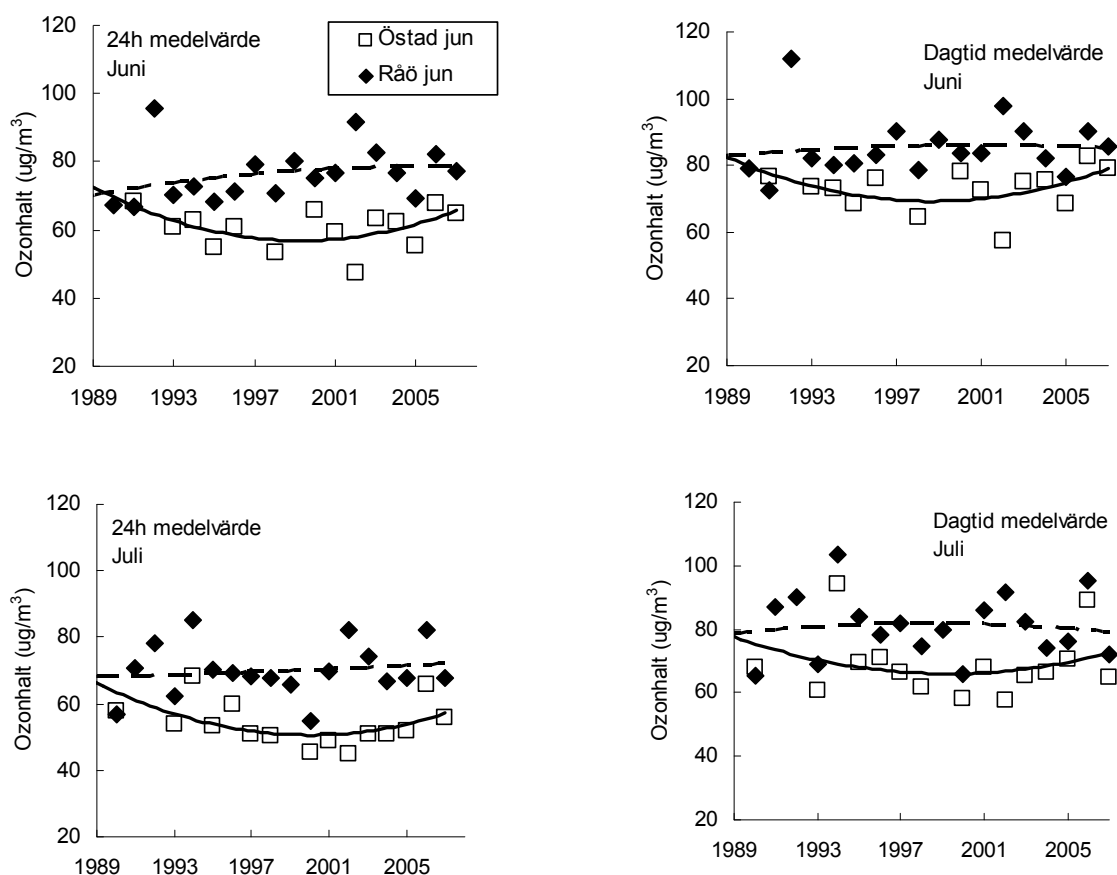 24h medelvärde
Juni
Östad jun
Råö jun
Ozonhalt (ug/m³)
120
100
80
60
40
20
1989 1993 1997 2001 2005
Dagtid medelvärde
Juni
Ozonhalt (ug/m³)
120
100
80
60
40
20
1989 1993 1997 2001 2005
24h medelvärde
Juli
Ozonhalt (ug/m³)
120
100
80
60
40
20
1989 1993 1997 2001 2005
Dagtid medelvärde
Juli
Ozonhalt (ug/m³)
120
100
80
60
40
20
1989 1993 1997 2001 2005